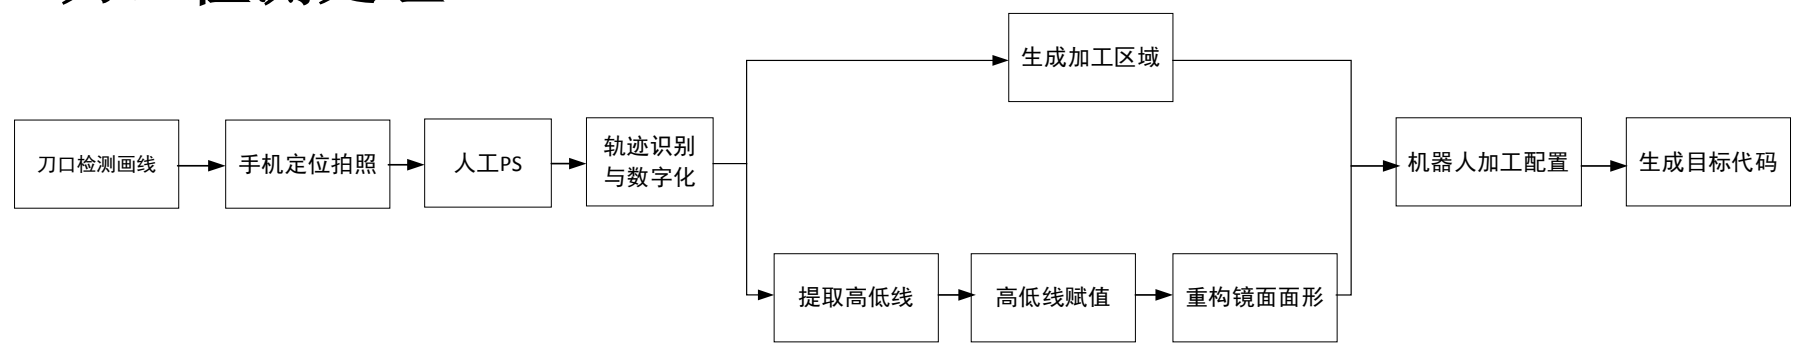 生成加工区域
刀口检测画线
手机定位拍照
人工PS
轨迹识别
与数字化
机器人加工配置
生成目标代码
提取高低线
高低线赋值
重构镜面面形